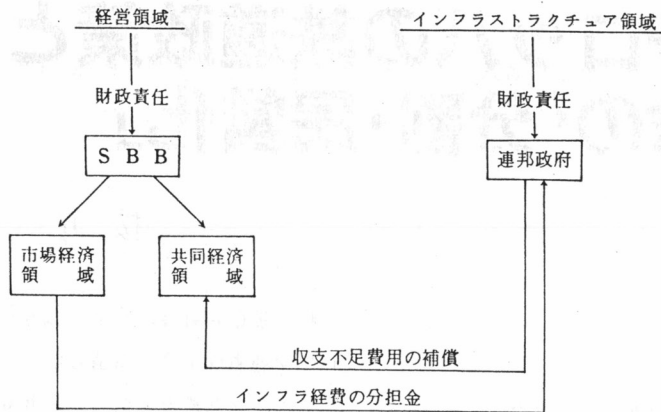 経営領域
インフラストラクチュア領域
財政責任
財政責任
S B B
連邦政府
市場経済
領 域
共同経済
領 域
収支不足費用の補償
インフラ経費の分担金